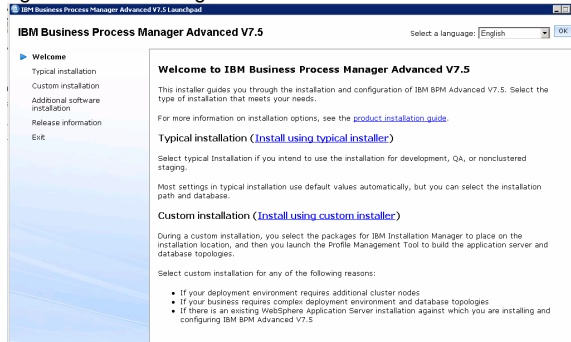 IBM Business Process Manager Advanced V7.5 Launchpad
IBM Business Process Manager Advanced V7.5
Select a language: English OK
Welcome
Typical installation
Custom installation
Additional software
installation
Release information
Exit
Welcome to IBM Business Process Manager Advanced V7.5
This installer guides you through the installation and configuration of IBM BPM Advanced V7.5. Select the
type of installation that meets your needs.
For more information on installation options, see the product installation guide.
Typical installation (Install using typical installer)
Select typical Installation if you intend to use the installation for development, QA, or nonclustered
staging.
Most settings in typical installation use default values automatically, but you can select the installation
path and database.
Custom installation (Install using custom installer)
During a custom installation, you select the packages for IBM Installation Manager to place on the
installation location, and then you launch the Profile Management Tool to build the application server and
database topologies.
Select custom installation for any of the following reasons:
• If your deployment environment requires additional cluster nodes
• If your business requires complex deployment environment and database topologies
• If there is an existing WebSphere Application Server installation against which you are installing and
configuring IBM BPM Advanced V7.5